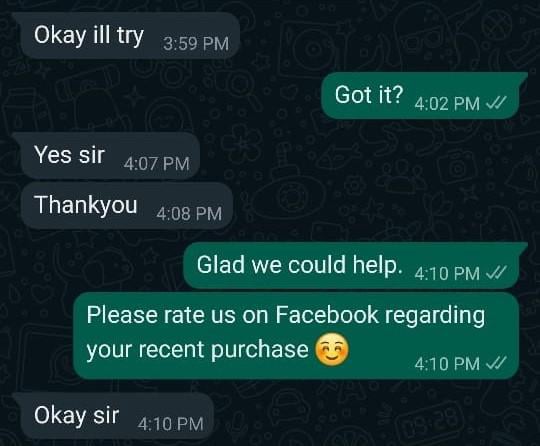 Okay ill try 3:59 PM
Got it? 4:02 PM
Yes sir 4:07 PM
Thankyou 4:08 PM
Glad we could help. 4:10 PM
Please rate us on Facebook regarding
your recent purchase 😊 4:10 PM
Okay sir 4:10 PM